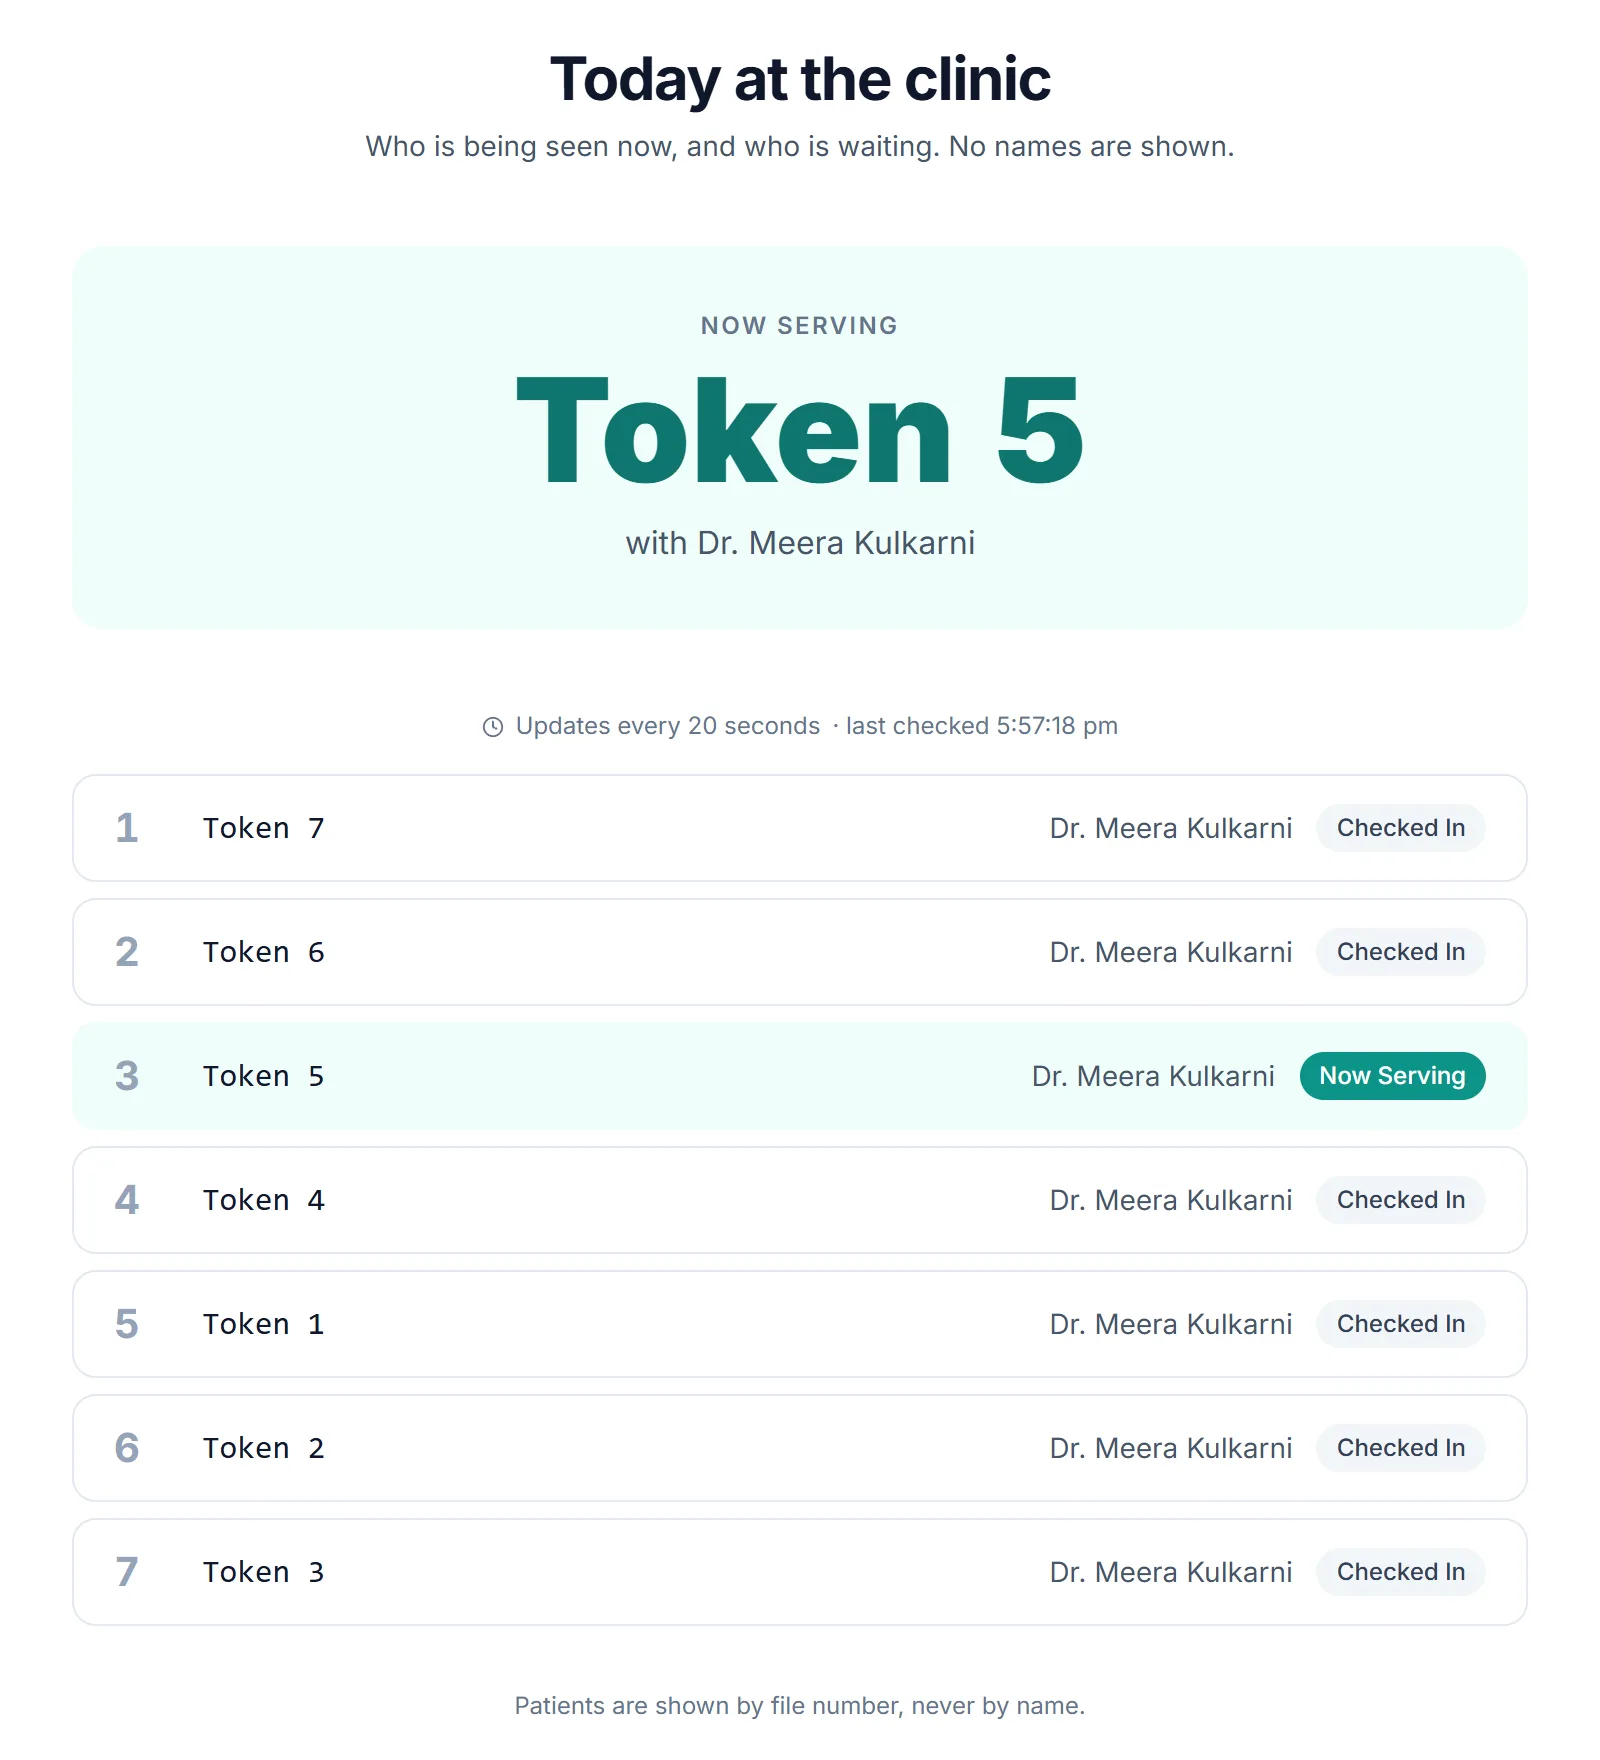 Today at the clinic
Who is being seen now, and who is waiting. No names are shown.
NOW SERVING
Token 5
with Dr. Meera Kulkarni
Updates every 20 seconds · last checked 5:57:18 pm
1 Token 7 Dr. Meera Kulkarni Checked In
2 Token 6 Dr. Meera Kulkarni Checked In
3 Token 5 Dr. Meera Kulkarni Now Serving
4 Token 4 Dr. Meera Kulkarni Checked In
5 Token 1 Dr. Meera Kulkarni Checked In
6 Token 2 Dr. Meera Kulkarni Checked In
7 Token 3 Dr. Meera Kulkarni Checked In
Patients are shown by file number, never by name.